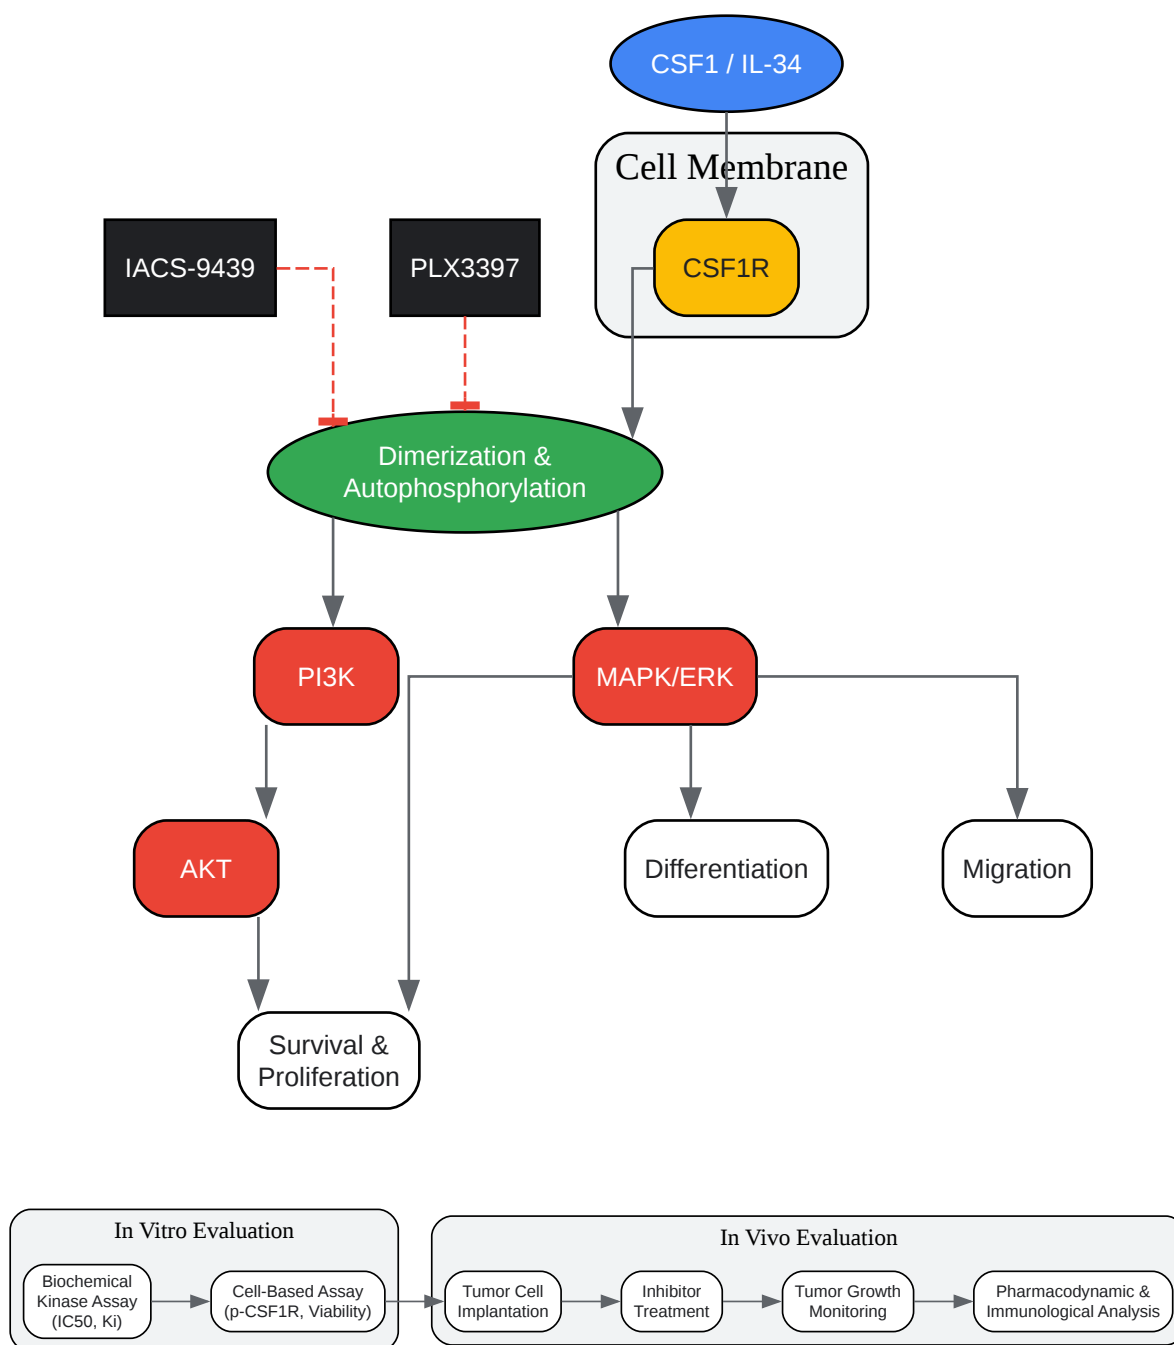 CSF1 / IL-34
Cell Membrane
IACS-9439
PLX3397
CSF1R
Dimerization &
Autophosphorylation
PI3K
MAPK/ERK
AKT
Differentiation
Migration
Survival &
Proliferation
In Vitro Evaluation
Biochemical
Kinase Assay
(IC50, Ki)
Cell-Based Assay
(p-CSF1R, Viability)
In Vivo Evaluation
Tumor Cell
Implantation
Inhibitor
Treatment
Tumor Growth
Monitoring
Pharmacodynamic &
Immunological Analysis